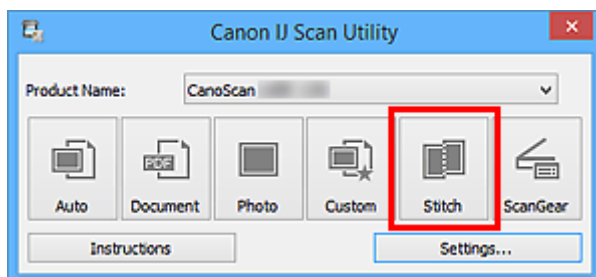 Canon IJ Scan Utility
Product Name: CanoScan
PDF
Auto Document Photo Custom Stitch ScanGear
Instructions Settings...